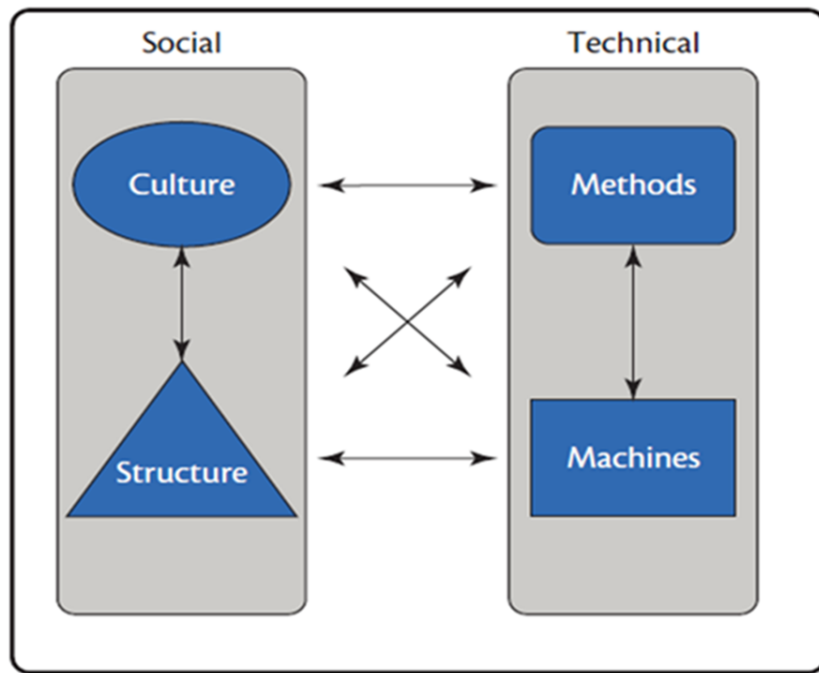 Social
Technical
Culture
Methods
Structure
Machines